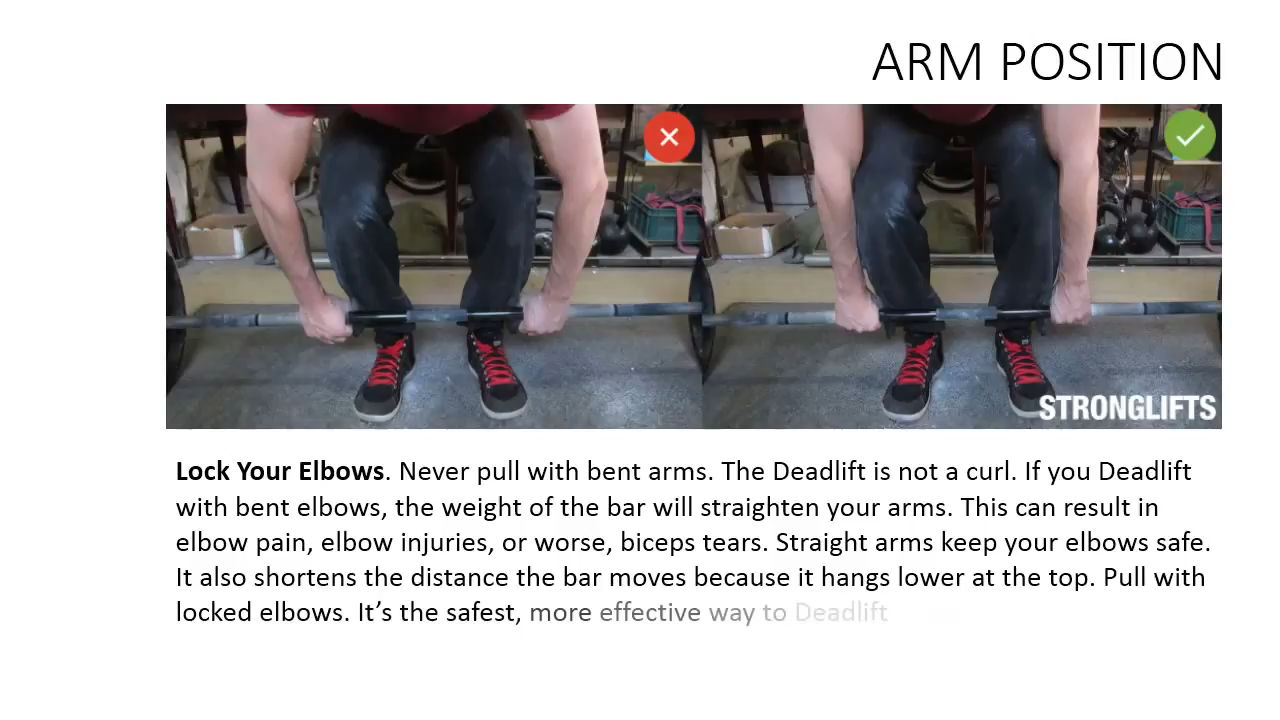 ARM POSITION
STRONGLIFTS
Lock Your Elbows. Never pull with bent arms. The Deadlift is not a curl. If you Deadlift
with bent elbows, the weight of the bar will straighten your arms. This can result in
elbow pain, elbow injuries, or worse, biceps tears. Straight arms keep your elbows safe.
It also shortens the distance the bar moves because it hangs lower at the top. Pull with
locked elbows. It’s the safest, more effective way to Deadlift